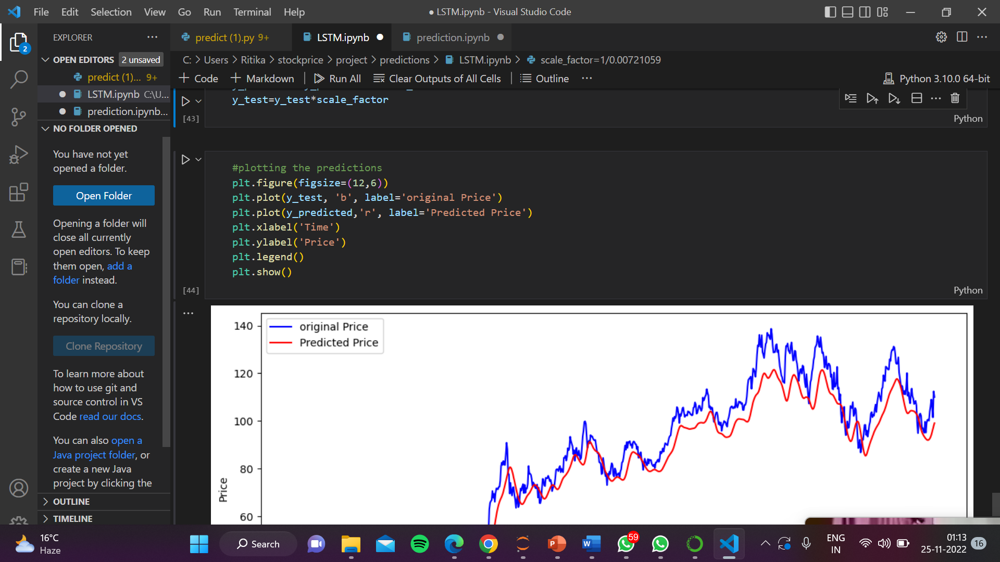 File Edit Selection View Go Run Terminal Help
● LSTM.ipynb - Visual Studio Code
EXPLORER
predict (1).py 9+
LSTM.ipynb
prediction.ipynb
OPEN EDITORS 2 unsaved
predict (1)... 9+
LSTM.ipynb C:\U...
prediction.ipynb...
NO FOLDER OPENED
You have not yet
opened a folder.
Open Folder
Opening a folder will
close all currently
open editors. To keep
them open, add a
folder instead.
You can clone a
repository locally.
Clone Repository
To learn more about
how to use git and
source control in VS
Code read our docs.
You can also open a
Java project folder, or
create a new Java
project by clicking the
OUTLINE
TIMELINE
2
C: > Users > Ritika > stockprice > project > predictions > LSTM.ipynb > scale_factor=1/0.00721059
+ Code + Markdown Run All Clear Outputs of All Cells Outline ...
Python 3.10.0 64-bit
y_test=y_test*scale_factor
[43]
Python
#plotting the predictions
plt.figure(figsize=(12,6))
plt.plot(y_test, 'b', label='original Price')
plt.plot(y_predicted,'r', label='Predicted Price')
plt.xlabel('Time')
plt.ylabel('Price')
plt.legend()
plt.show()
[44]
Python
original Price
Predicted Price
140
120
100
80
60
Price
16°C
Haze
Search
59
ENG
IN
01:13
25-11-2022
16